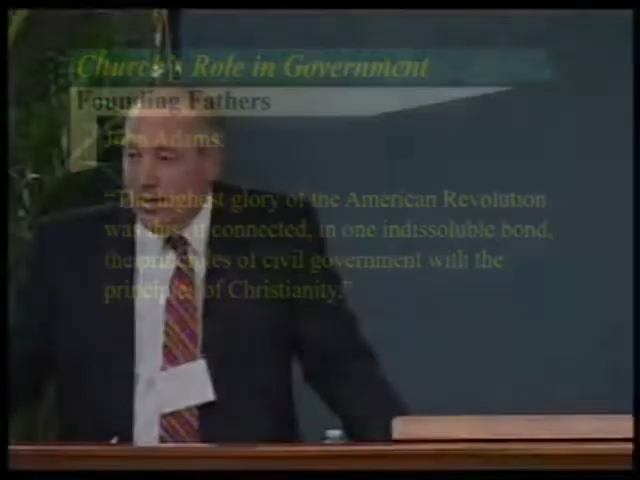 Church's Role in Government
Founding Fathers
John Adams:
“The highest glory of the American Revolution
was this: it connected, in one indissoluble bond,
the principles of civil government with the
principles of Christianity.”